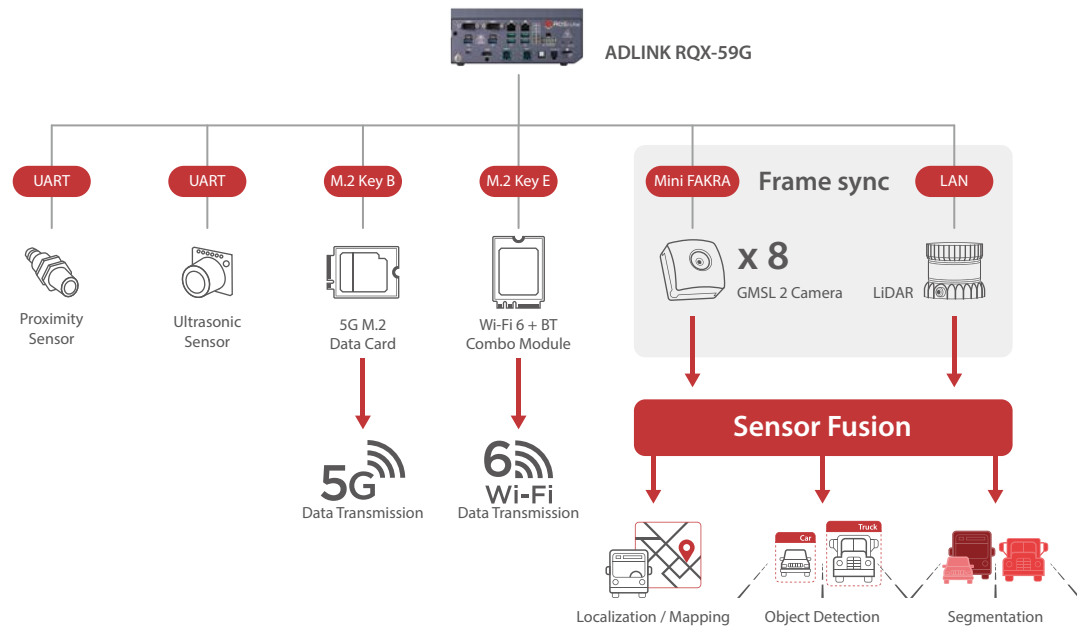 ADLINK RQX-59G
UART
UART
M.2 Key B
M.2 Key E
Mini FAKRA
Frame sync
LAN
x 8
GMSL 2 Camera
LiDAR
Proximity
Sensor
Ultrasonic
Sensor
5G M.2
Data Card
Wi-Fi 6 + BT
Combo Module
Sensor Fusion
5G
Data Transmission
6
Wi-Fi
Data Transmission
Car
Truck
Localization / Mapping
Object Detection
Segmentation